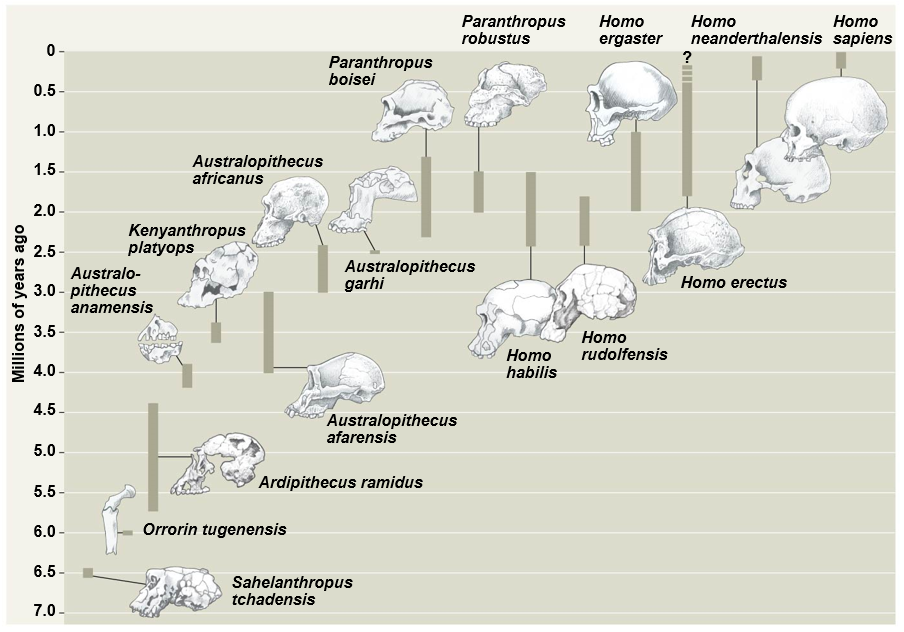 Paranthropus
robustus
Homo
ergaster
Homo
neanderthalensis
Homo
sapiens
Millions of years ago
0
0.5
1.0
1.5
2.0
2.5
3.0
3.5
4.0
4.5
5.0
5.5
6.0
6.5
7.0
?
Paranthropus
boisei
Australopithecus
africanus
Kenyanthropus
platyops
Australo-
pithecus
anamensis
Australopithecus
garhi
Homo erectus
Homo
rudolfensis
Homo
habilis
Australopithecus
afarensis
Ardipithecus ramidus
Orrorin tugenensis
Sahelanthropus
tchadensis